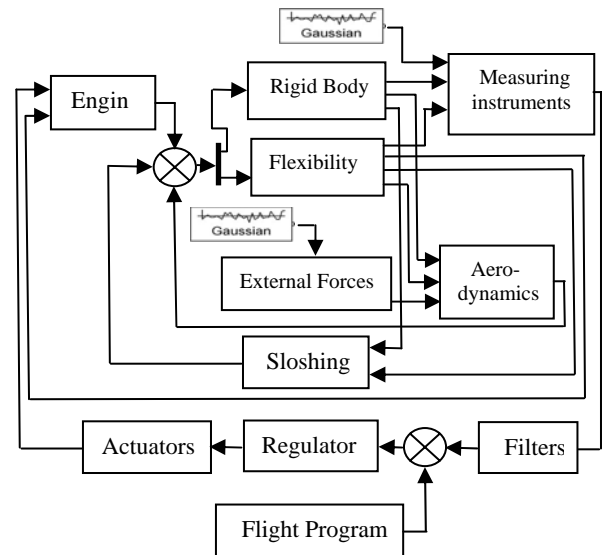 Gaussian
Engin
Rigid Body
Measuring
instruments
Flexibility
Gaussian
External Forces
Aero-
dynamics
Sloshing
Actuators
Regulator
Filters
Flight Program